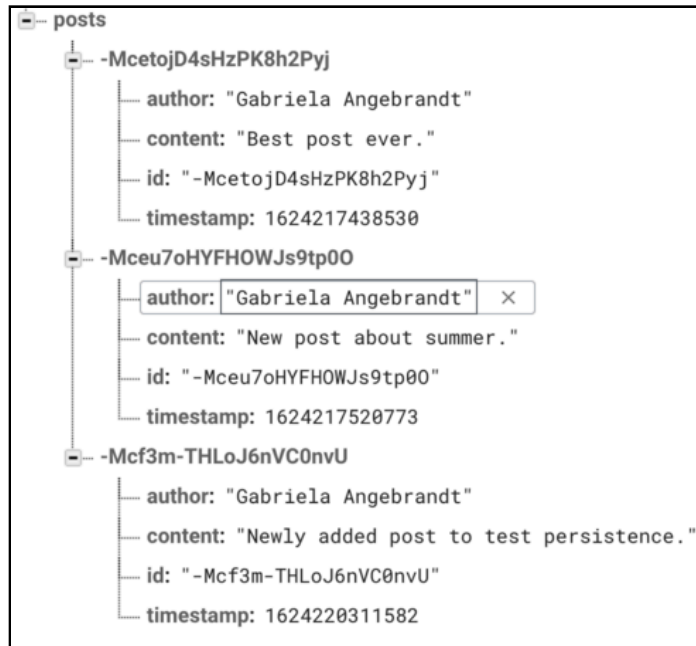 posts
-McetojD4sHzPK8h2Pyj
author: "Gabriela Angebrandt"
content: "Best post ever."
id: "-McetojD4sHzPK8h2Pyj"
timestamp: 1624217438530
-Mceu7oHYFHOWJs9tp0O
author: "Gabriela Angebrandt" ×
content: "New post about summer."
id: "-Mceu7oHYFHOWJs9tp0O"
timestamp: 1624217520773
-Mcf3m-THLoJ6nVC0nvU
author: "Gabriela Angebrandt"
content: "Newly added post to test persistence."
id: "-Mcf3m-THLoJ6nVC0nvU"
timestamp: 1624220311582